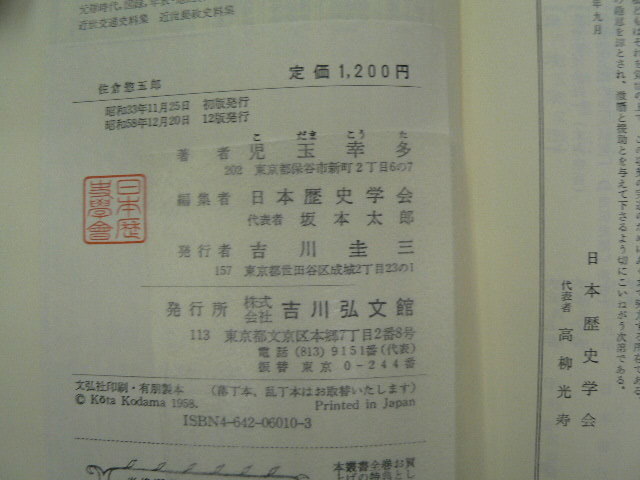 近世交通史料集　近世農政史料集
佐倉惣五郎
定価1,200円
昭和33年11月25日　初版発行
昭和58年12月20日　12版発行
こ　だま　こう　た
著者　児玉幸多
202　東京都保谷市新町2丁目6の7
編集者　日本歴史学会
代表者　坂本太郎
発行者　吉川圭三
157　東京都世田谷区成城2丁目23の1
発行所　株式会社　吉川弘文館
113　東京都文京区本郷7丁目2番8号
電話（813）9151番（代表）
振替 東京 0-244番
文弘社印刷・有朋製本　（落丁本、乱丁本はお取替いたします）
© Kōta Kodama 1958.　Printed in Japan
ISBN4-642-06010-3
本叢書全巻お買
日本歴史學會
年九月
日本歴史学会
代表者　高柳光寿